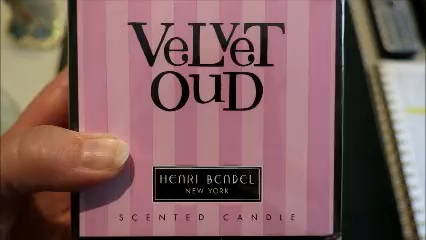 VeLVeT
OuD
HENRI BENDEL
NEW YORK
SCENTED CANDLE